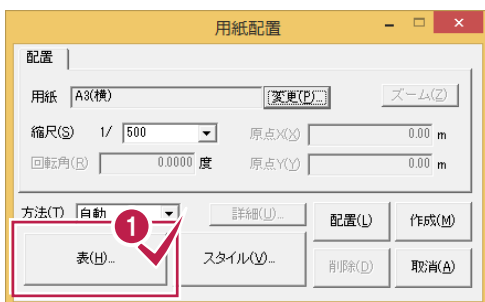 用紙配置
配置
用紙 A3(横) 変更(P)... ズーム(Z)
縮尺(S) 1/ 500 原点X(X) 0.00 m
回転角(R) 0.0000 度 原点Y(Y) 0.00 m
方法(T) 自動 詳細(U)... 配置(L) 作成(M)
1
表(H)... スタイル(V)... 削除(D) 取消(A)